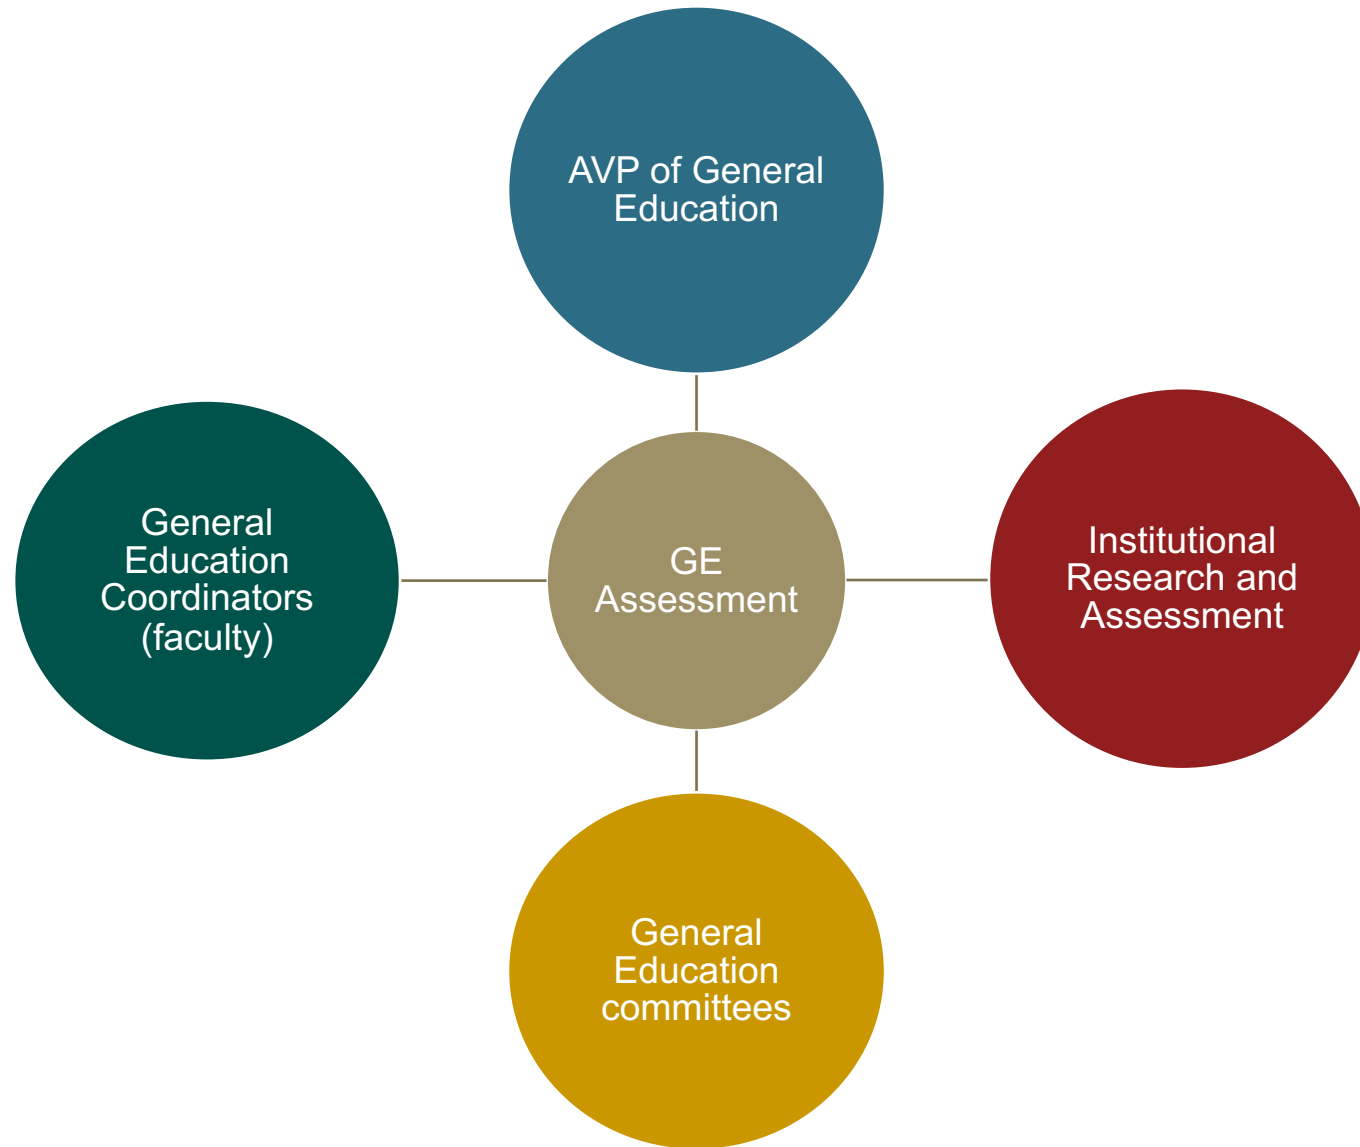 AVP of General
Education
General
Education
Coordinators
(faculty)
GE
Assessment
Institutional
Research and
Assessment
General
Education
committees